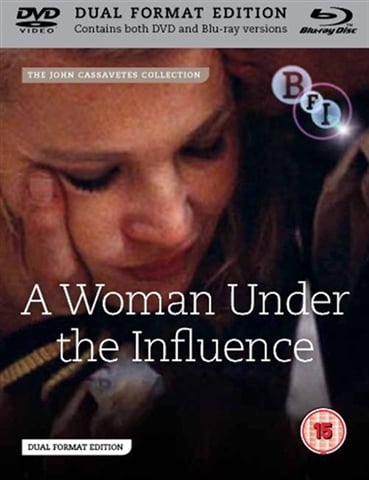 DVD
VIDEO
DUAL FORMAT EDITION
Contains both DVD and Blu-ray versions
Blu-ray Disc
THE JOHN CASSAVETES COLLECTION
BFI
A Woman Under
the Influence
15
DUAL FORMAT EDITION